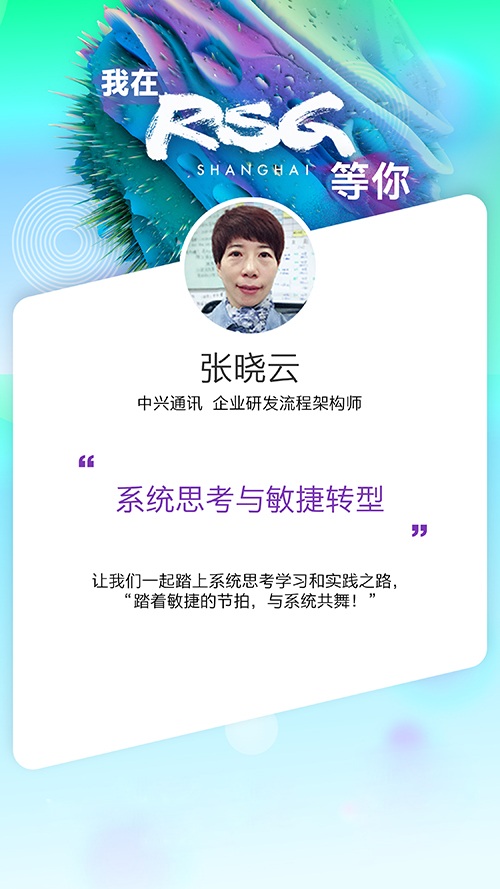 我在
RSG
SHANGHAI
等你
张晓云
中兴通讯 企业研发流程架构师
“
系统思考与敏捷转型
”
让我们一起踏上系统思考学习和实践之路，
“踏着敏捷的节拍，与系统共舞！”